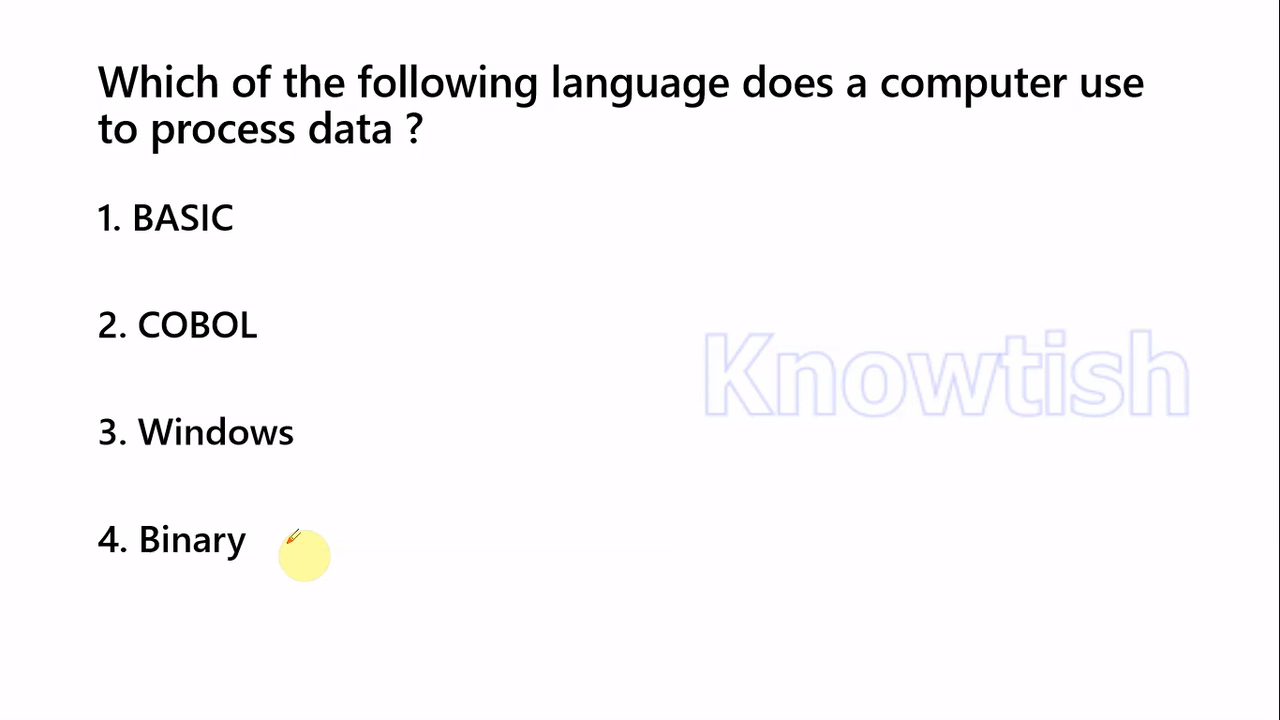 Which of the following language does a computer use
to process data ?
1. BASIC
2. COBOL
Knowtish
3. Windows
4. Binary